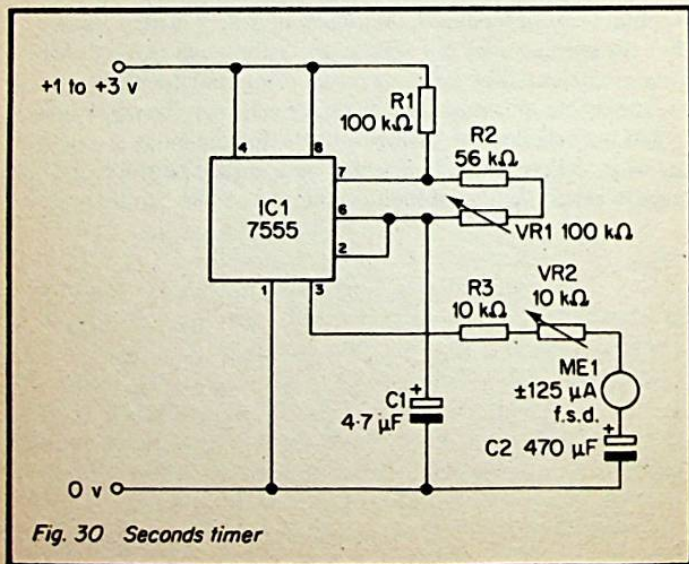 +1 to +3 v
R1
100 kΩ
4
8
7
R2
56 kΩ
IC1
7555
6
2
VR1 100 kΩ
1
3
R3
10 kΩ
VR2
10 kΩ
ME1
±125 μA
f.s.d.
+
C1
4·7 μF
+
C2 470 μF
0 v
Fig. 30 Seconds timer